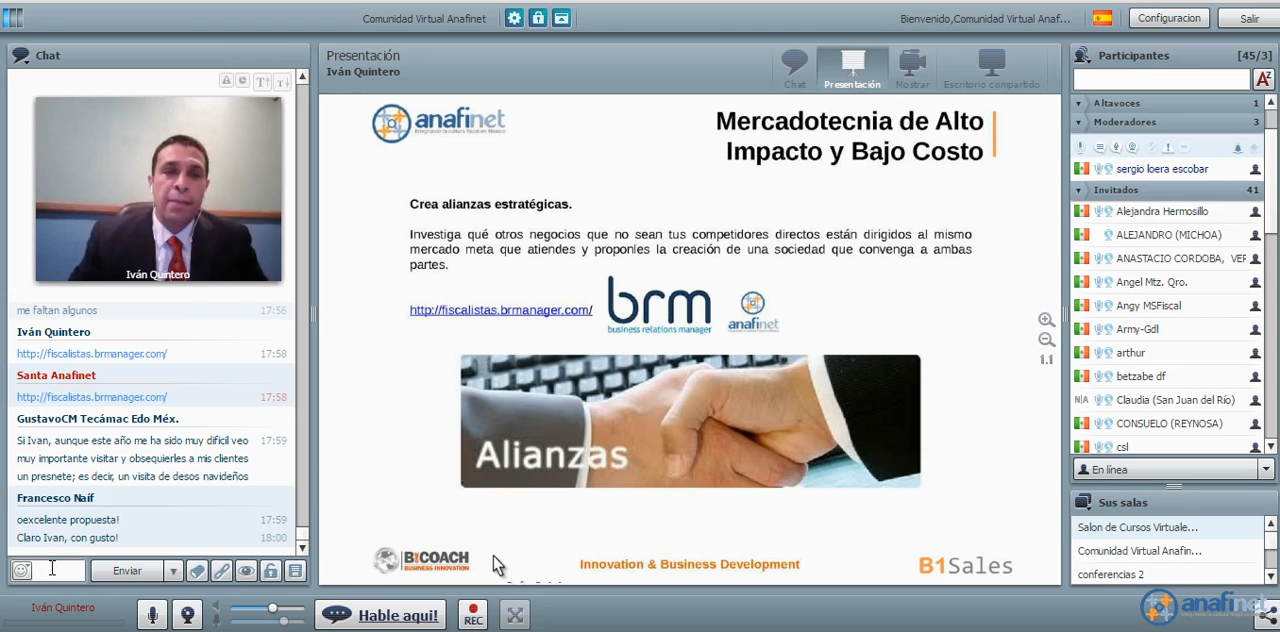 Comunidad Virtual Anafinet
Bienvenido,Comunidad Virtual Anaf...
Configuracion
Salir
Chat
Iván Quintero
me faltan algunos 17:56
Iván Quintero
http://fiscalistas.brmanager.com/ 17:58
Santa Anafinet
http://fiscalistas.brmanager.com/ 17:58
GustavoCM Tecámac Edo Méx.
Si Ivan, aunque este año me ha sido muy dificil veo 17:59
muy importante visitar y obsequierles a mis clientes
un presnete; es decir, un visita de desos navideños
Francesco Naif
oexcelente propuesta! 17:59
Claro Ivan, con gusto! 18:00
Enviar
Presentación
Iván Quintero
Chat
Presentación
Mostrar
Escritorio compartido
anafinet
Mercadotecnia de Alto
Impacto y Bajo Costo
Crea alianzas estratégicas.
Investiga qué otros negocios que no sean tus competidores directos están dirigidos al mismo
mercado meta que atiendes y proponles la creación de una sociedad que convenga a ambas
partes.
http://fiscalistas.brmanager.com/
brm
business relations manager
anafinet
Alianzas
COACH
BUSINESS INNOVATION
Innovation & Business Development
B1Sales
1.1
Participantes [45/3]
Altavoces 1
Moderadores 3
sergio loera escobar
Invitados 41
Alejandra Hermosillo
ALEJANDRO (MICHOA)
ANASTACIO CORDOBA, VER
Angel Mtz. Qro.
Angy MSFiscal
Army-Gdl
arthur
betzabe df
N/A Claudia (San Juan del Río)
CONSUELO (REYNOSA)
csl
En línea
Sus salas
Salon de Cursos Virtuale...
Comunidad Virtual Anafin...
conferencias 2
Iván Quintero
Hable aqui!
REC
anafinet